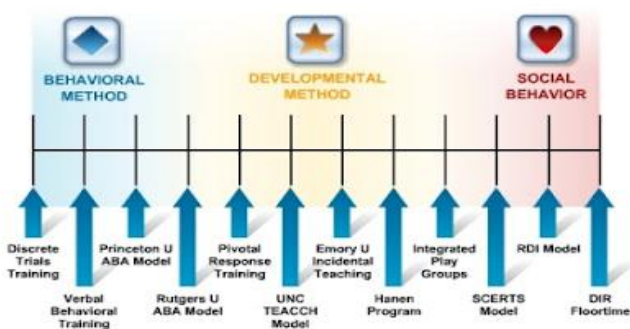 BEHAVIORAL
METHOD
DEVELOPMENTAL
METHOD
SOCIAL
BEHAVIOR
Discrete
Trials
Training
Verbal
Behavioral
Training
Princeton U
ABA Model
Rutgers U
ABA Model
Pivotal
Response
Training
UNC
TEACCH
Model
Emory U
Incidental
Teaching
Hanen
Program
Integrated
Play
Groups
SCERTS
Model
RDI Model
DIR
Floortime